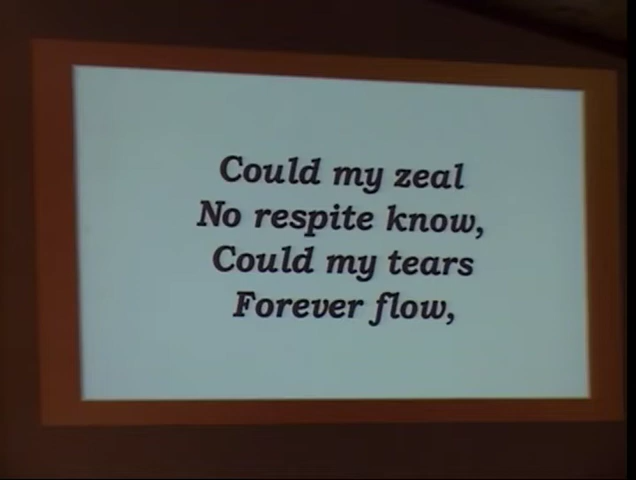 Could my zeal
No respite know,
Could my tears
Forever flow,